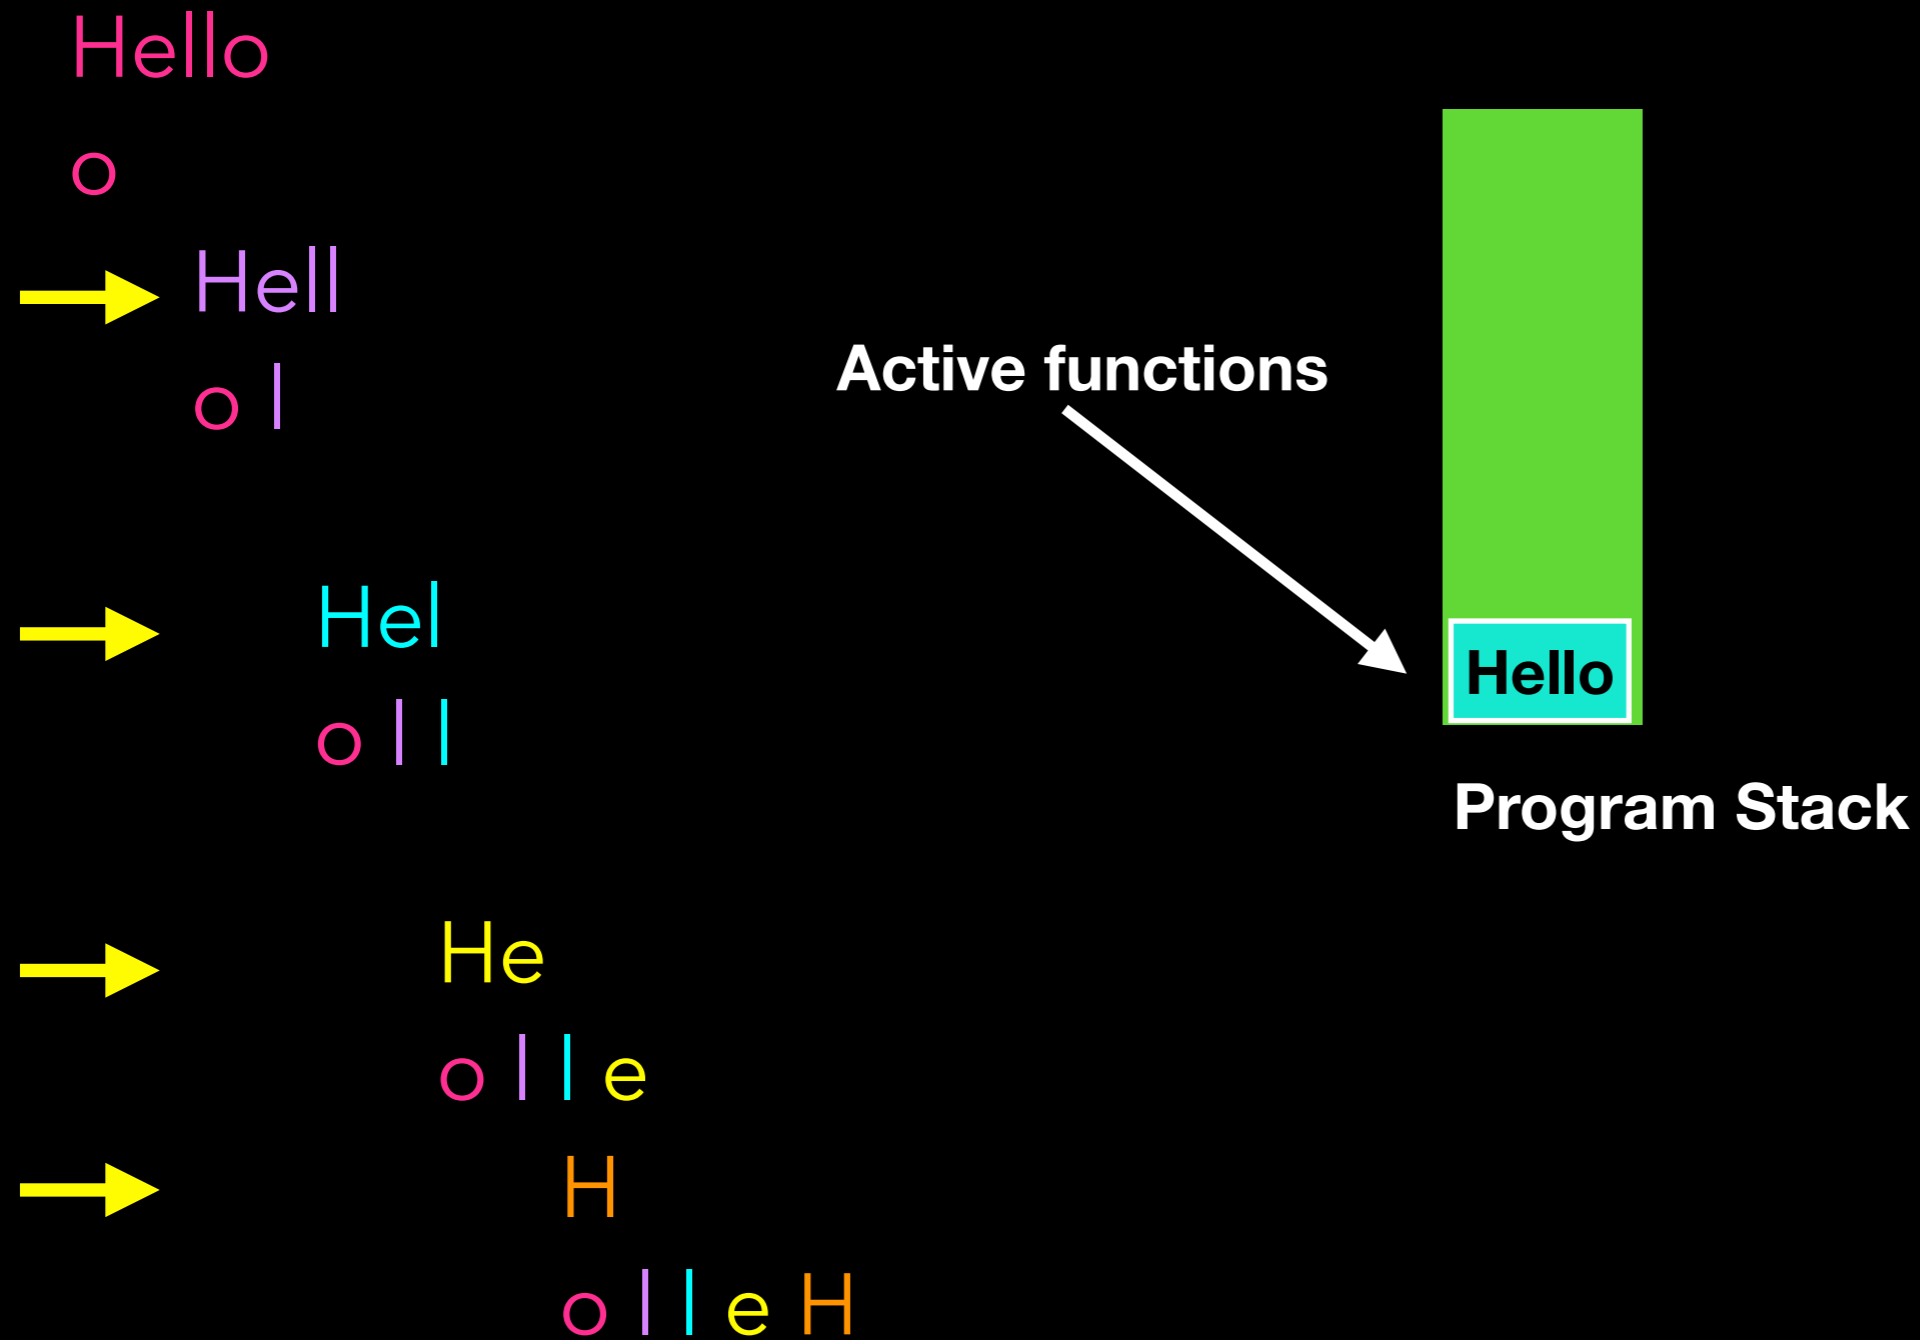 Hello
o
Hell
o l
Active functions
Hel
o l l
Hello
Program Stack
He
o l l e
H
o l l e H